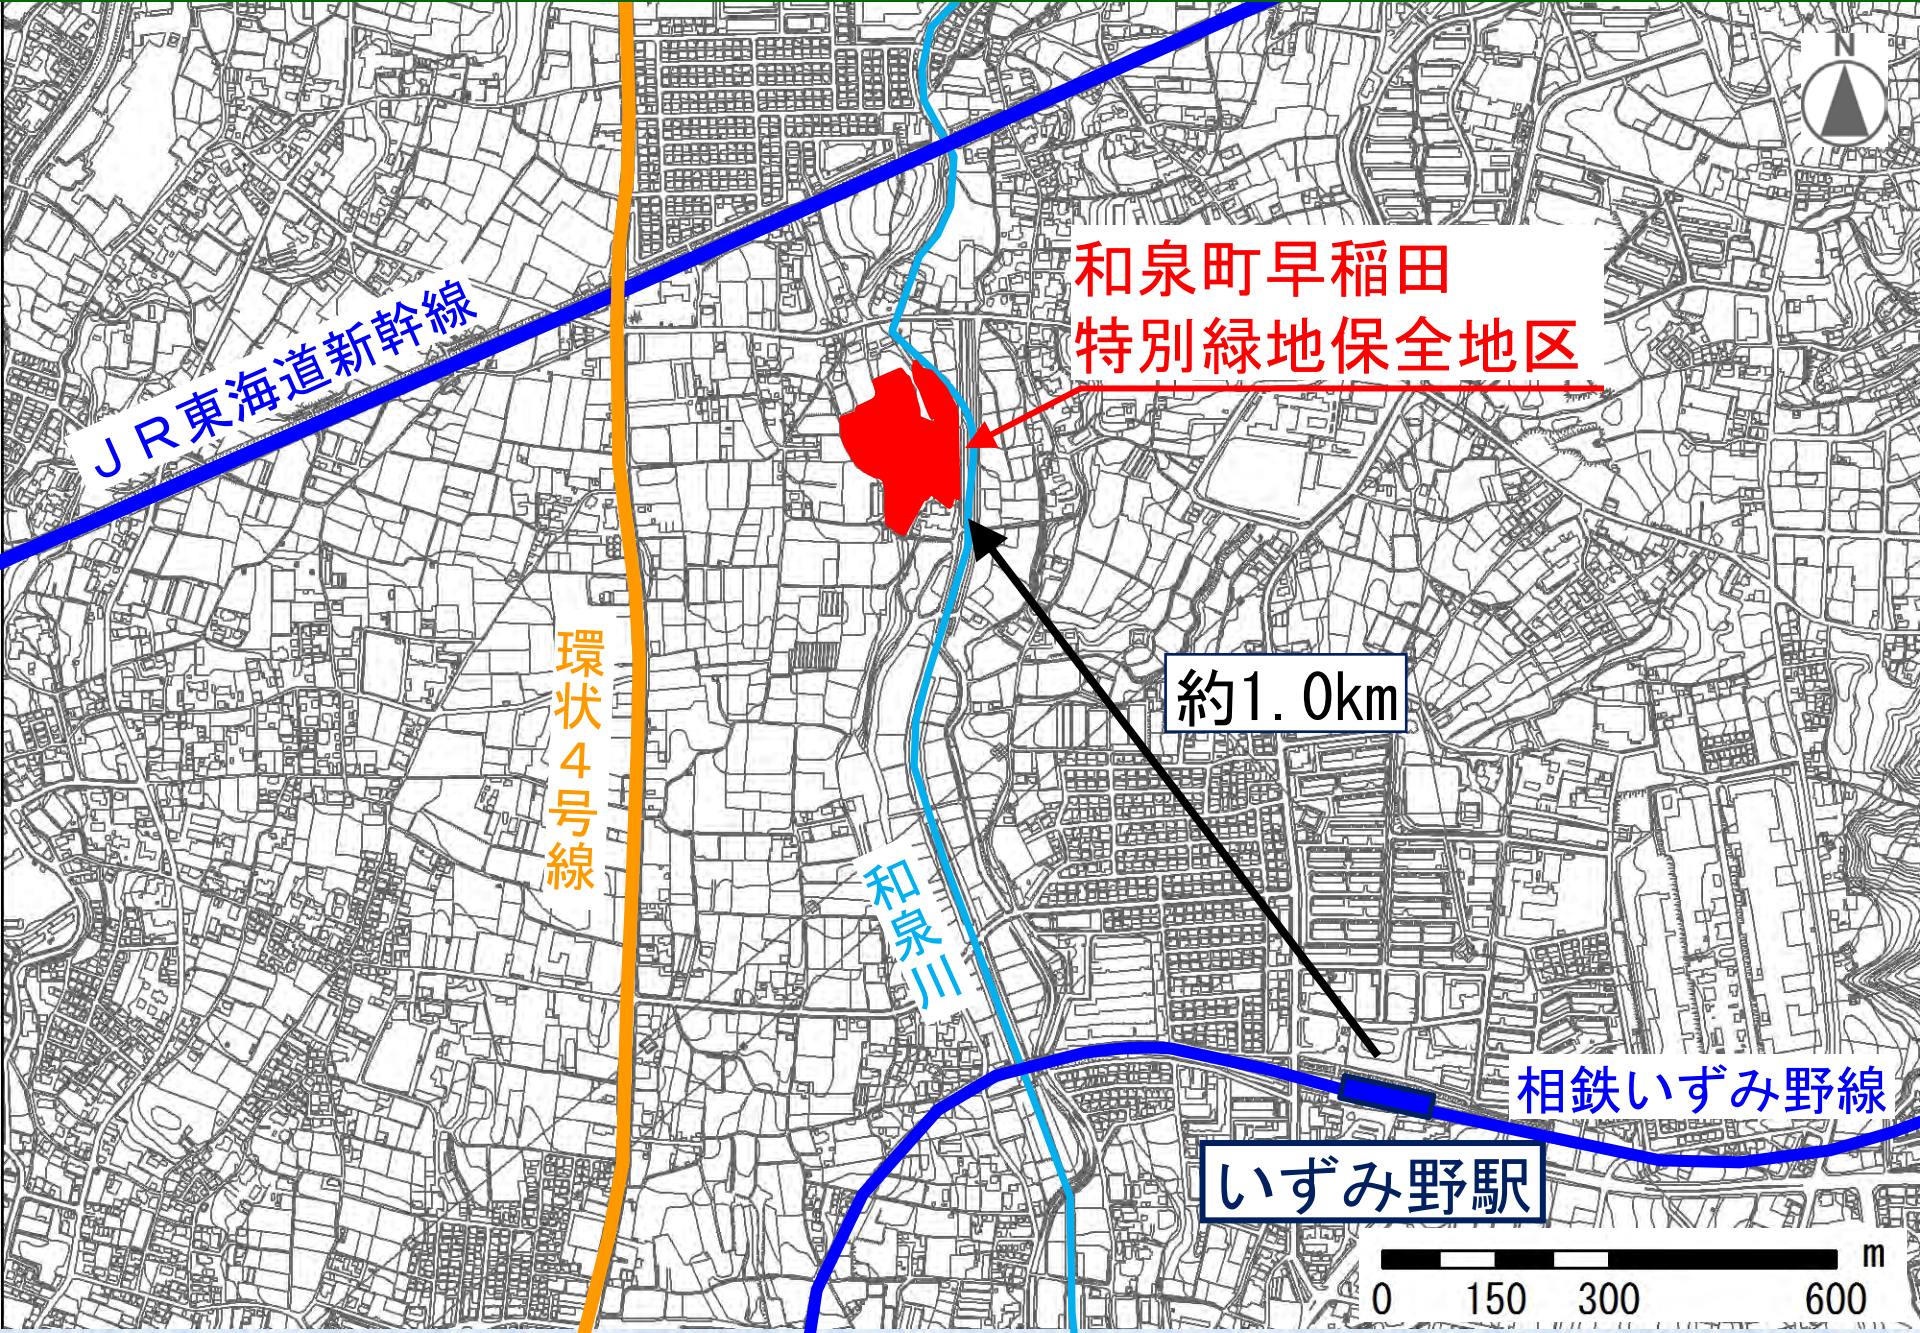 N
和泉町早稲田
特別緑地保全地区
ＪＲ東海道新幹線
環状４号線
約1.0km
和泉川
相鉄いずみ野線
いずみ野駅
m
0 150 300 600